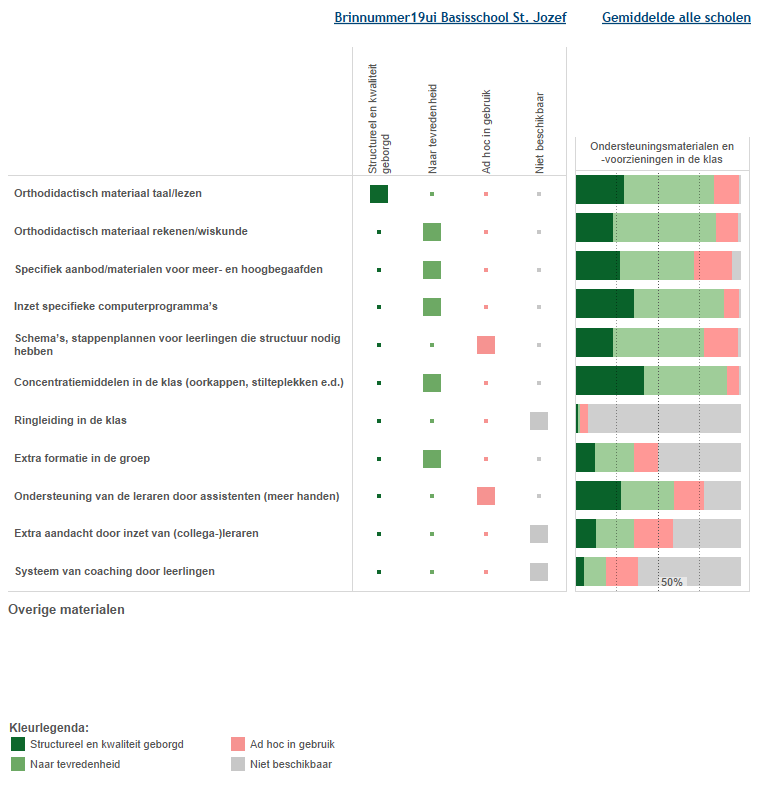 Brinnummer19ui Basisschool St. Jozef
Gemiddelde alle scholen
Structureel en kwaliteit
geborgd
Naar tevredenheid
Ad hoc in gebruik
Niet beschikbaar
Ondersteuningsmaterialen en
-voorzieningen in de klas
Orthodidactisch materiaal taal/lezen
Orthodidactisch materiaal rekenen/wiskunde
Specifiek aanbod/materialen voor meer- en hoogbegaafden
Inzet specifieke computerprogramma's
Schema's, stappenplannen voor leerlingen die structuur nodig
hebben
Concentratiemiddelen in de klas (oorkappen, stilteplekken e.d.)
Ringleiding in de klas
Extra formatie in de groep
Ondersteuning van de leraren door assistenten (meer handen)
Extra aandacht door inzet van (collega-)leraren
Systeem van coaching door leerlingen
50%
Overige materialen
Kleurlegenda:
Structureel en kwaliteit geborgd
Ad hoc in gebruik
Naar tevredenheid
Niet beschikbaar